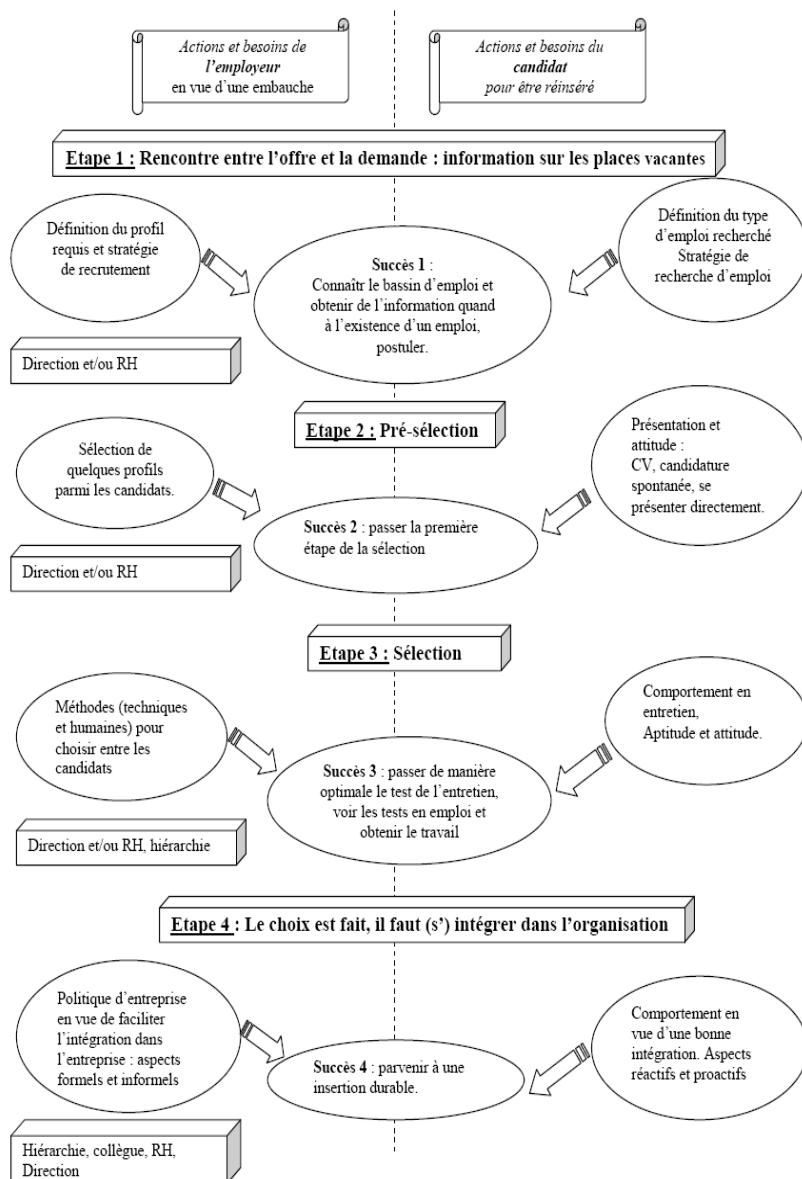 Actions et besoins de
l’employeur
en vue d’une embauche
Actions et besoins du
candidat
pour être réinséré
Etape 1 : Rencontre entre l’offre et la demande : information sur les places vacantes
Définition du profil
requis et stratégie
de recrutement
Succès 1 :
Connaîtr le bassin d’emploi et
obtenir de l’information quand
à l’existence d’un emploi,
postuler.
Définition du type
d’emploi recherché
Stratégie de
recherche d’emploi
Direction et/ou RH
Etape 2 : Pré-sélection
Sélection de
quelques profils
parmi les candidats.
Succès 2 : passer la première
étape de la sélection
Présentation et
attitude :
CV, candidature
spontanée, se
présenter directement.
Direction et/ou RH
Etape 3 : Sélection
Méthodes (techniques
et humaines) pour
choisir entre les
candidats
Succès 3 : passer de manière
optimale le test de l’entretien,
voir les tests en emploi et
obtenir le travail
Comportement en
entretien,
Aptitude et attitude.
Direction et/ou RH, hiérarchie
Etape 4 : Le choix est fait, il faut (s’) intégrer dans l’organisation
Politique d’entreprise
en vue de faciliter
l’intégration dans
l’entreprise : aspects
formels et informels
Succès 4 : parvenir à une
insertion durable.
Comportement en
vue d’une bonne
intégration. Aspects
réactifs et proactifs
Hiérarchie, collègue, RH,
Direction